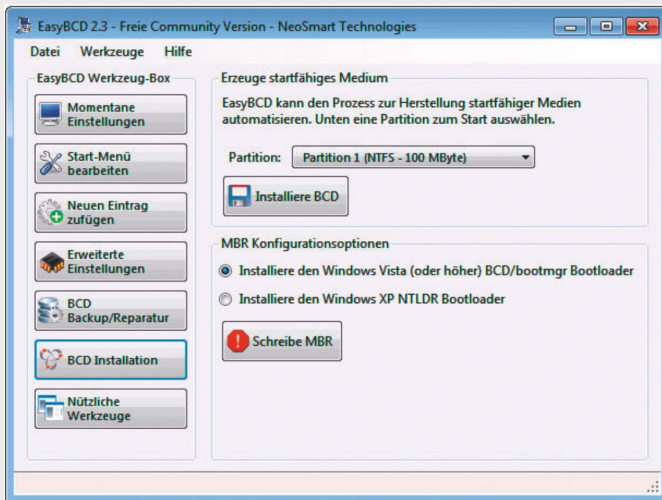 EasyBCD 2.3 - Freie Community Version - NeoSmart Technologies
Datei Werkzeuge Hilfe
EasyBCD Werkzeug-Box
Momentane
Einstellungen
Start-Menü
bearbeiten
Neuen Eintrag
zufügen
Erweiterte
Einstellungen
BCD
Backup/Reparatur
BCD Installation
Nützliche
Werkzeuge
Erzeuge startfähiges Medium
EasyBCD kann den Prozess zur Herstellung startfähiger Medien
automatisieren. Unten eine Partition zum Start auswählen.
Partition: Partition 1 (NTFS - 100 MByte)
Installiere BCD
MBR Konfigurationsoptionen
Installiere den Windows Vista (oder höher) BCD/bootmgr Bootloader
Installiere den Windows XP NTLDR Bootloader
Schreibe MBR